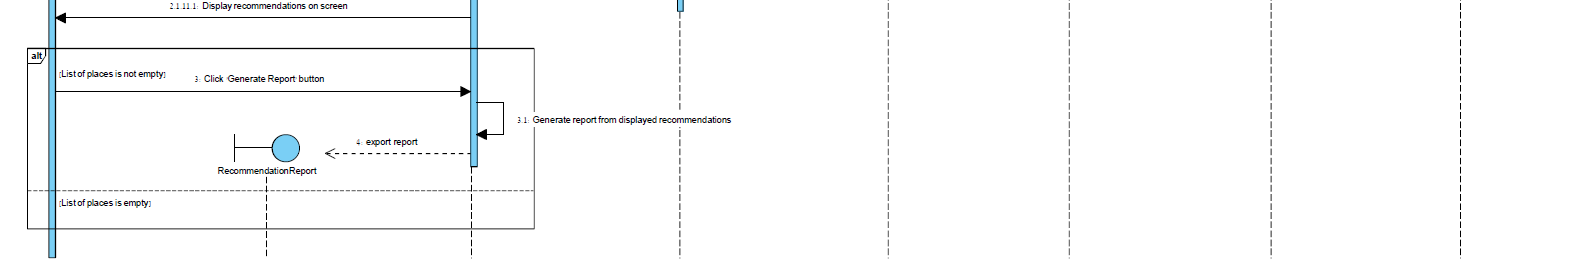 2.1.11.1: Display recommendations on screen
alt
[List of places is not empty]
3: Click 'Generate Report' button
3.1: Generate report from displayed recommendations
4: export report
RecommendationReport
[List of places is empty]